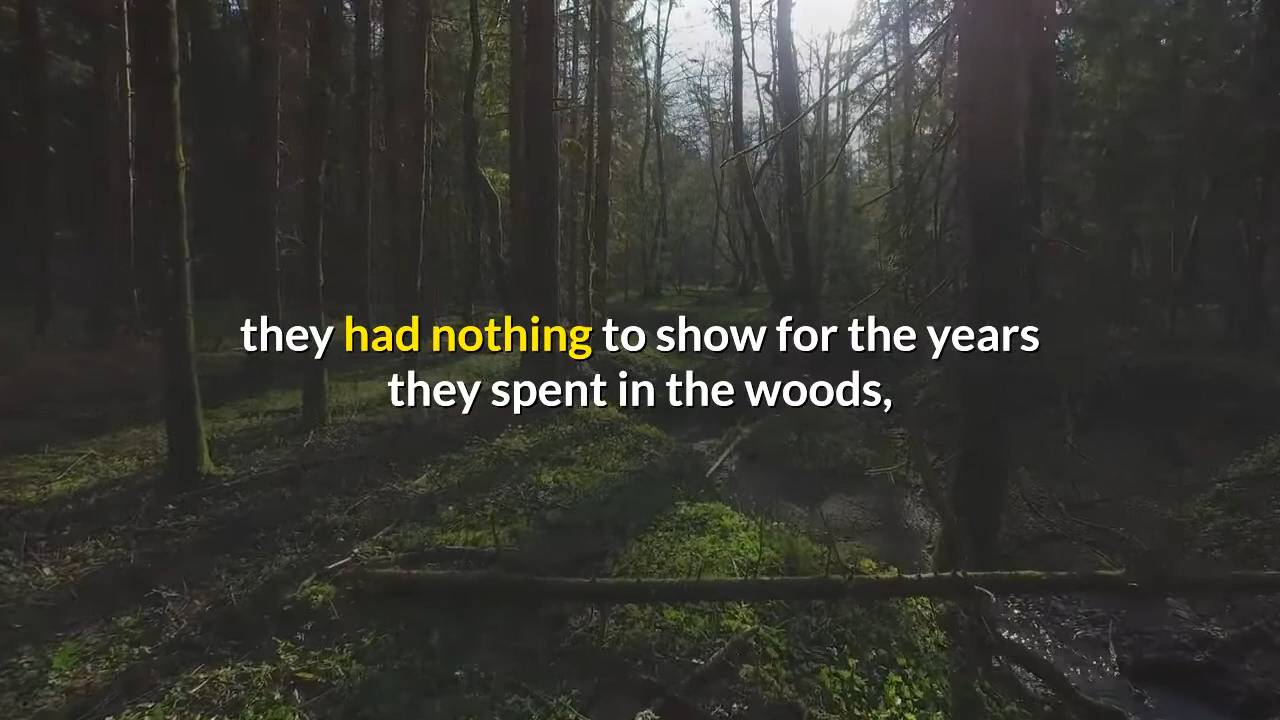 they had nothing to show for the years
they spent in the woods,